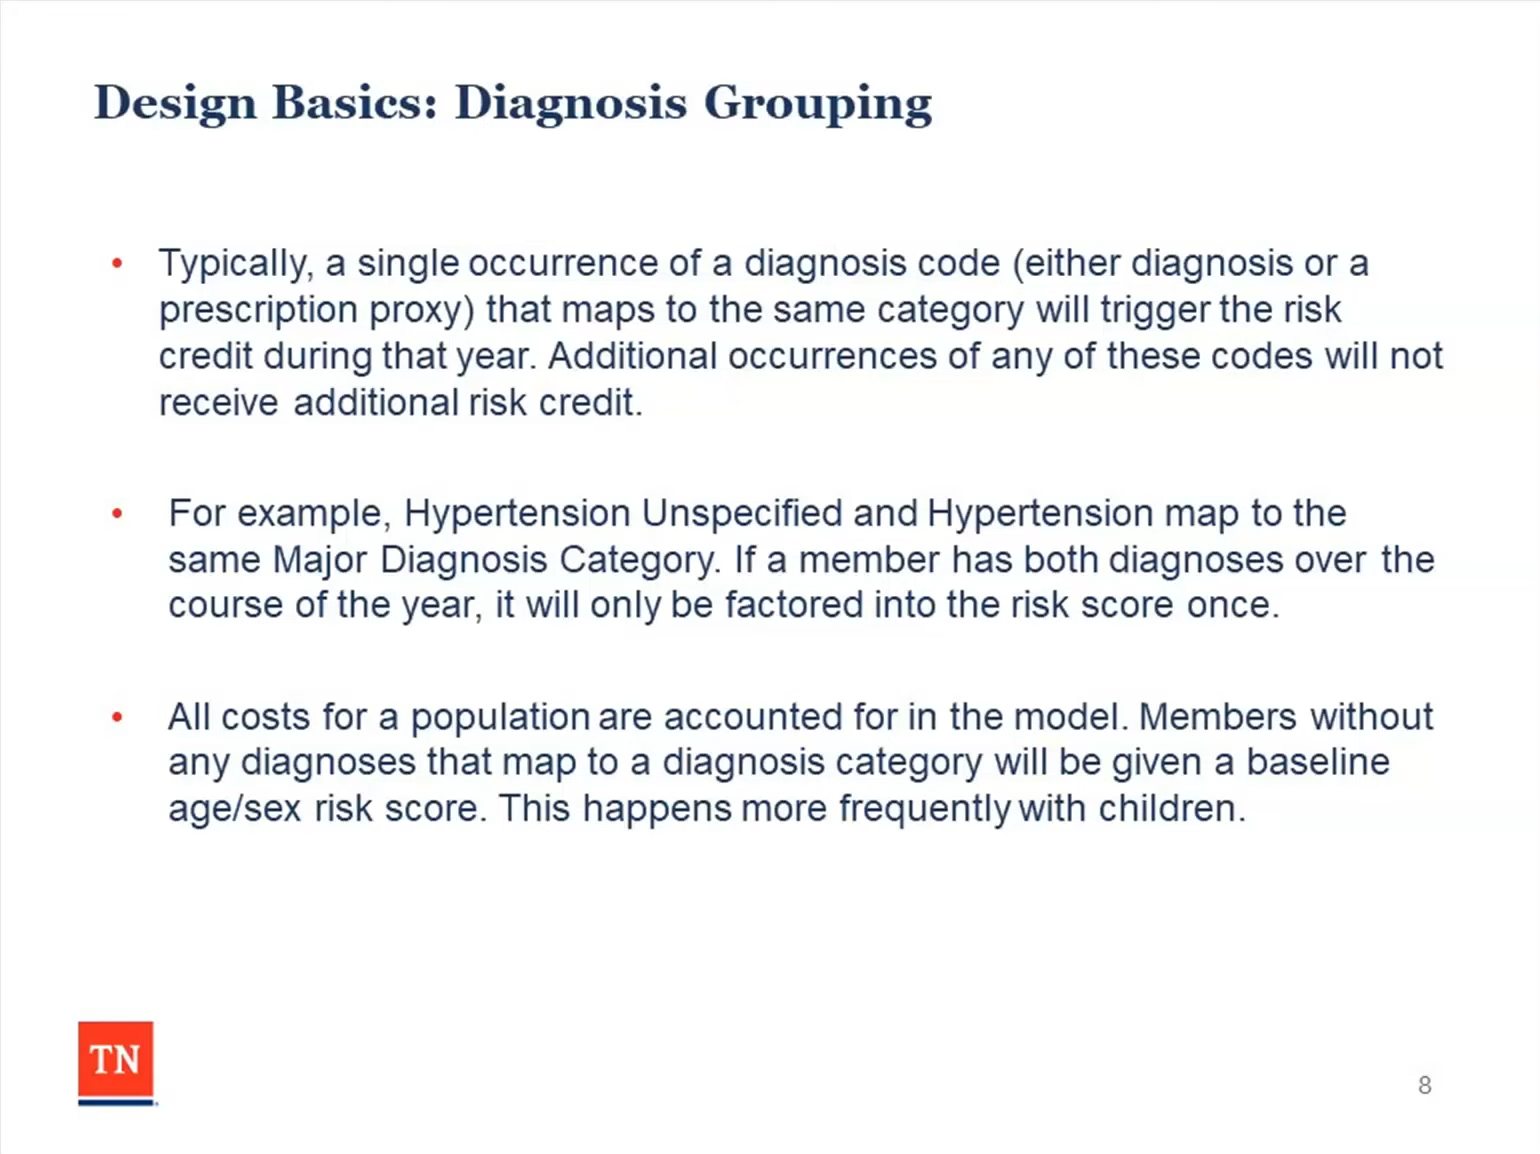 Design Basics: Diagnosis Grouping
• Typically, a single occurrence of a diagnosis code (either diagnosis or a
prescription proxy) that maps to the same category will trigger the risk
credit during that year. Additional occurrences of any of these codes will not
receive additional risk credit.
• For example, Hypertension Unspecified and Hypertension map to the
same Major Diagnosis Category. If a member has both diagnoses over the
course of the year, it will only be factored into the risk score once.
• All costs for a population are accounted for in the model. Members without
any diagnoses that map to a diagnosis category will be given a baseline
age/sex risk score. This happens more frequently with children.
TN
8